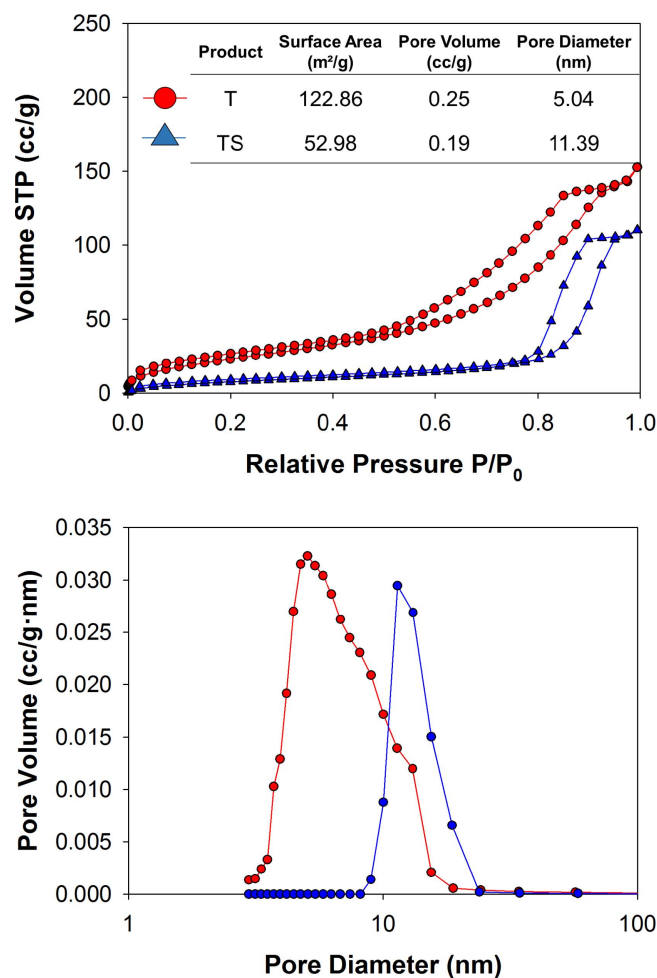 250
200
150
100
50
0
Volume STP (cc/g)
Product Surface Area (m²/g) Pore Volume (cc/g) Pore Diameter (nm)
T 122.86 0.25 5.04
TS 52.98 0.19 11.39
0.0 0.2 0.4 0.6 0.8 1.0
Relative Pressure P/P₀
0.035
0.030
0.025
0.020
0.015
0.010
0.005
0.000
Pore Volume (cc/g·nm)
1 10 100
Pore Diameter (nm)